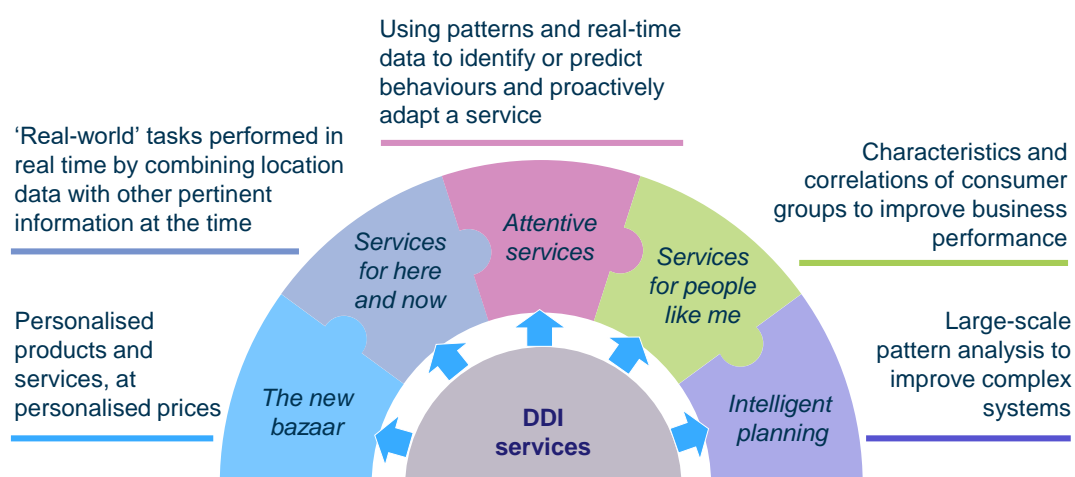 Using patterns and real-time
data to identify or predict
behaviours and proactively
adapt a service
‘Real-world’ tasks performed in
real time by combining location
data with other pertinent
information at the time
Characteristics and
correlations of consumer
groups to improve business
performance
Personalised
products and
services, at
personalised prices
Large-scale
pattern analysis to
improve complex
systems
The new
bazaar
Services
for here
and now
Attentive
services
Services
for people
like me
Intelligent
planning
DDI
services